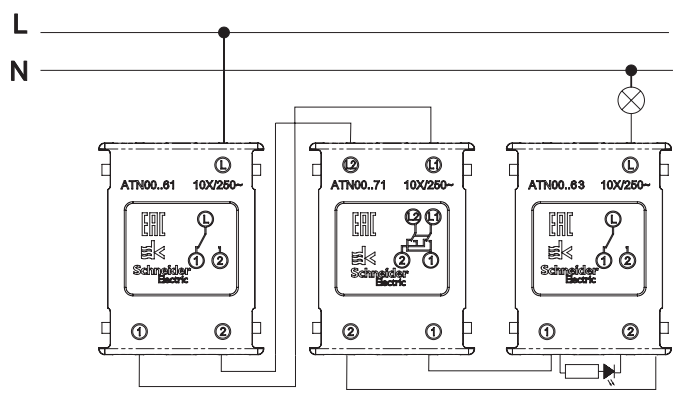 L
N
L
L2 L1
L
ATN00..61 10X/250~
ATN00..71 10X/250~
ATN00..63 10X/250~
EAC
L
1 2
Schneider
Electric
EAC
L2 L1
2 1
Schneider
Electric
EAC
L
1 2
Schneider
Electric
1 2
2 1
1 2